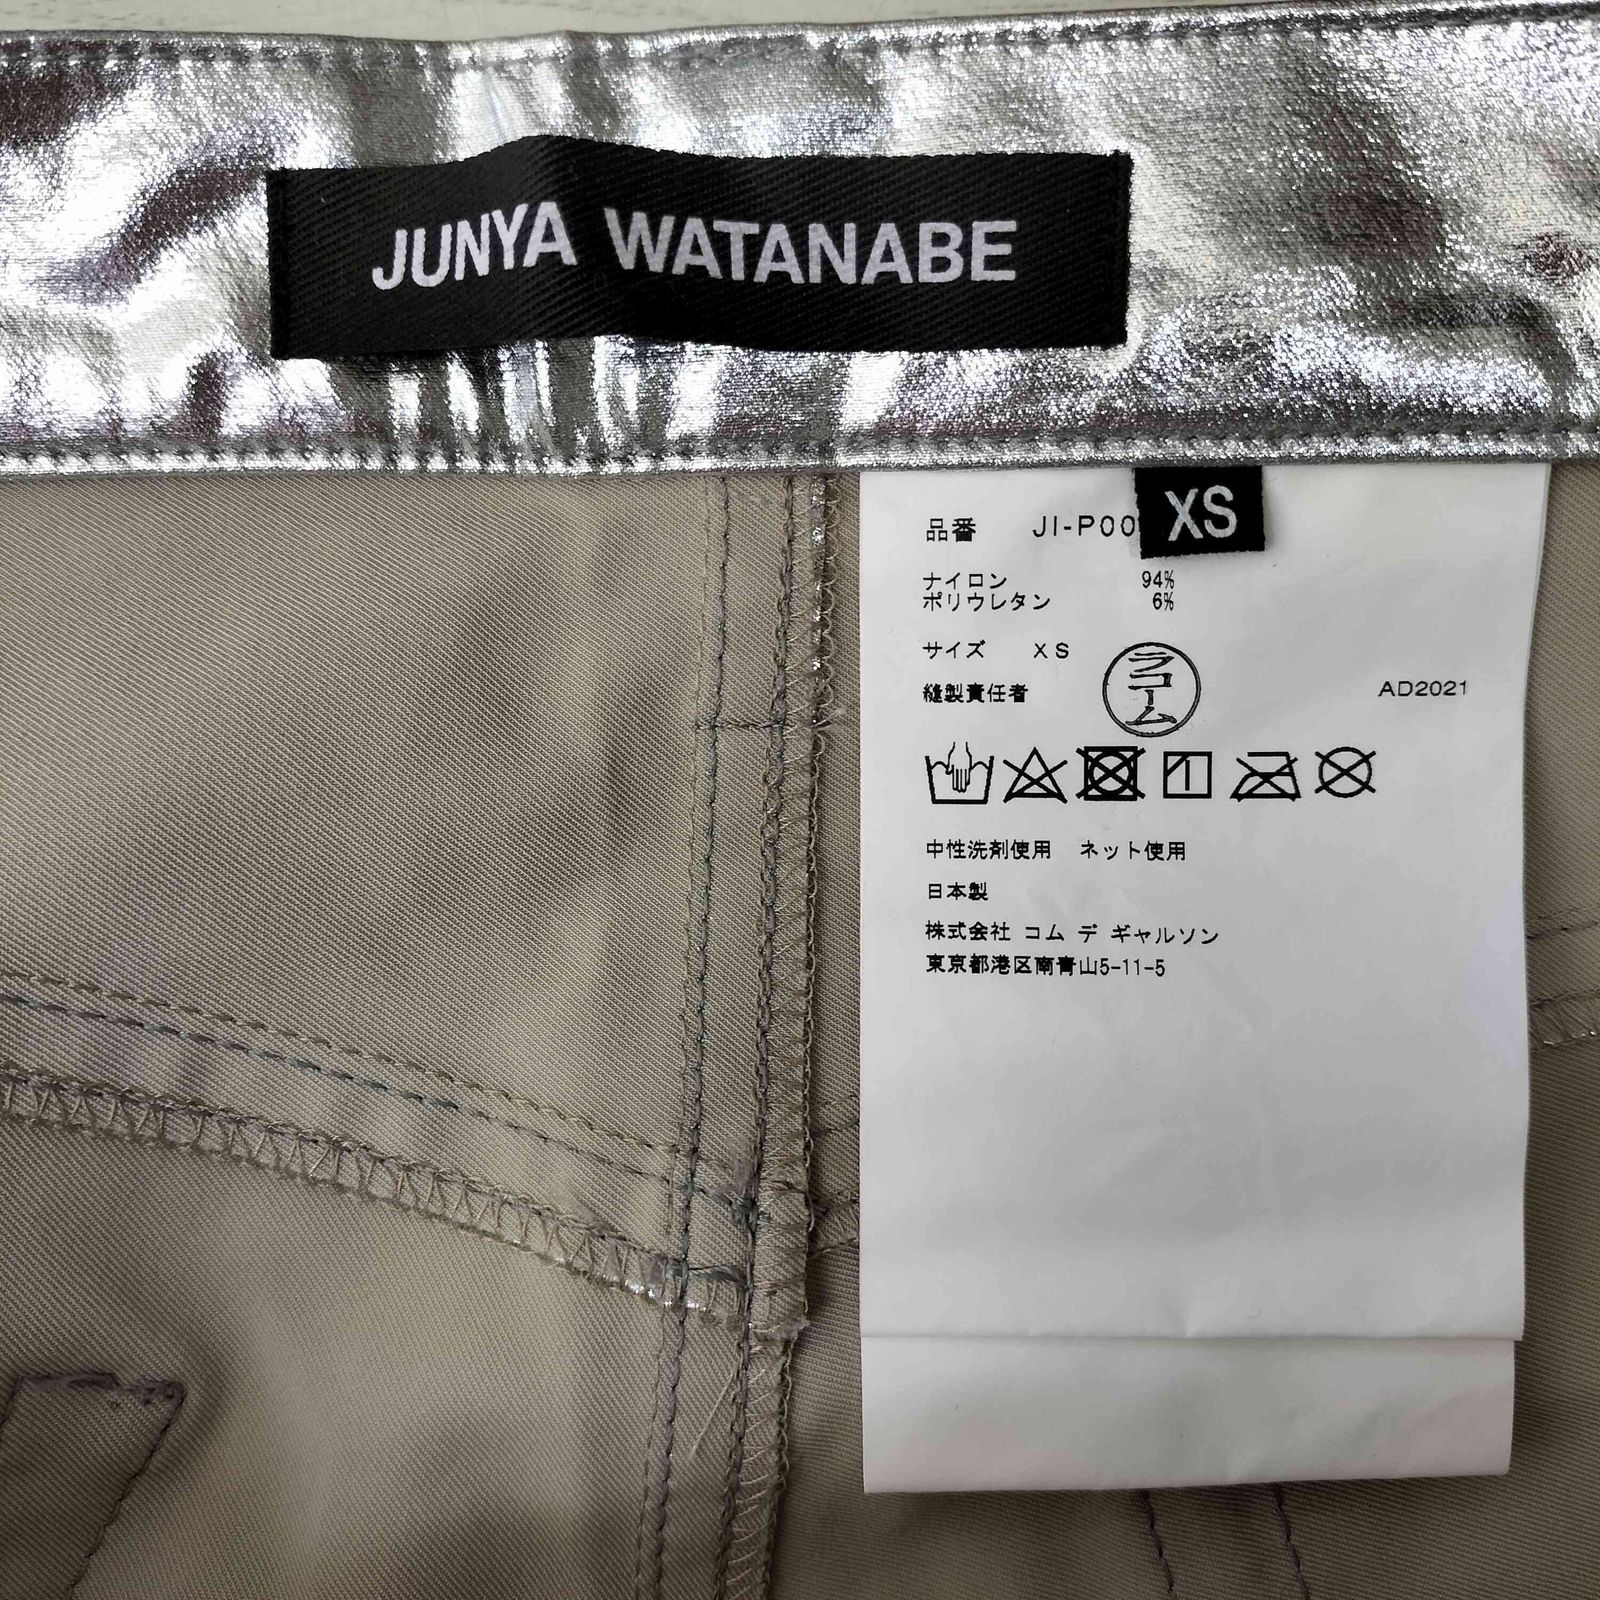 JUNYA WATANABE
XS
品番 JI-P00
ナイロン 94%
ポリウレタン 6%
サイズ XS
縫製責任者 ラコーム AD2021
中性洗剤使用 ネット使用
日本製
株式会社 コム デ ギャルソン
東京都港区南青山5-11-5